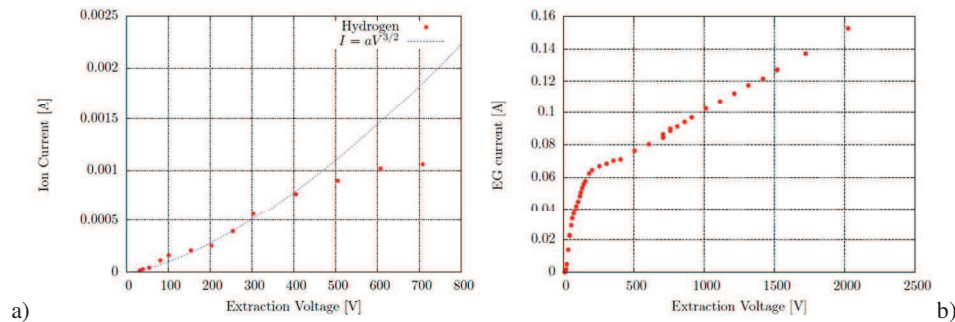 a)
Ion Current [A]
0.0025
0.002
0.0015
0.001
0.0005
0
0 100 200 300 400 500 600 700 800
Extraction Voltage [V]
Hydrogen
I = aV^{3/2}
EG current [A]
0.16
0.14
0.12
0.1
0.08
0.06
0.04
0.02
0
0 500 1000 1500 2000 2500
Extraction Voltage [V]
b)